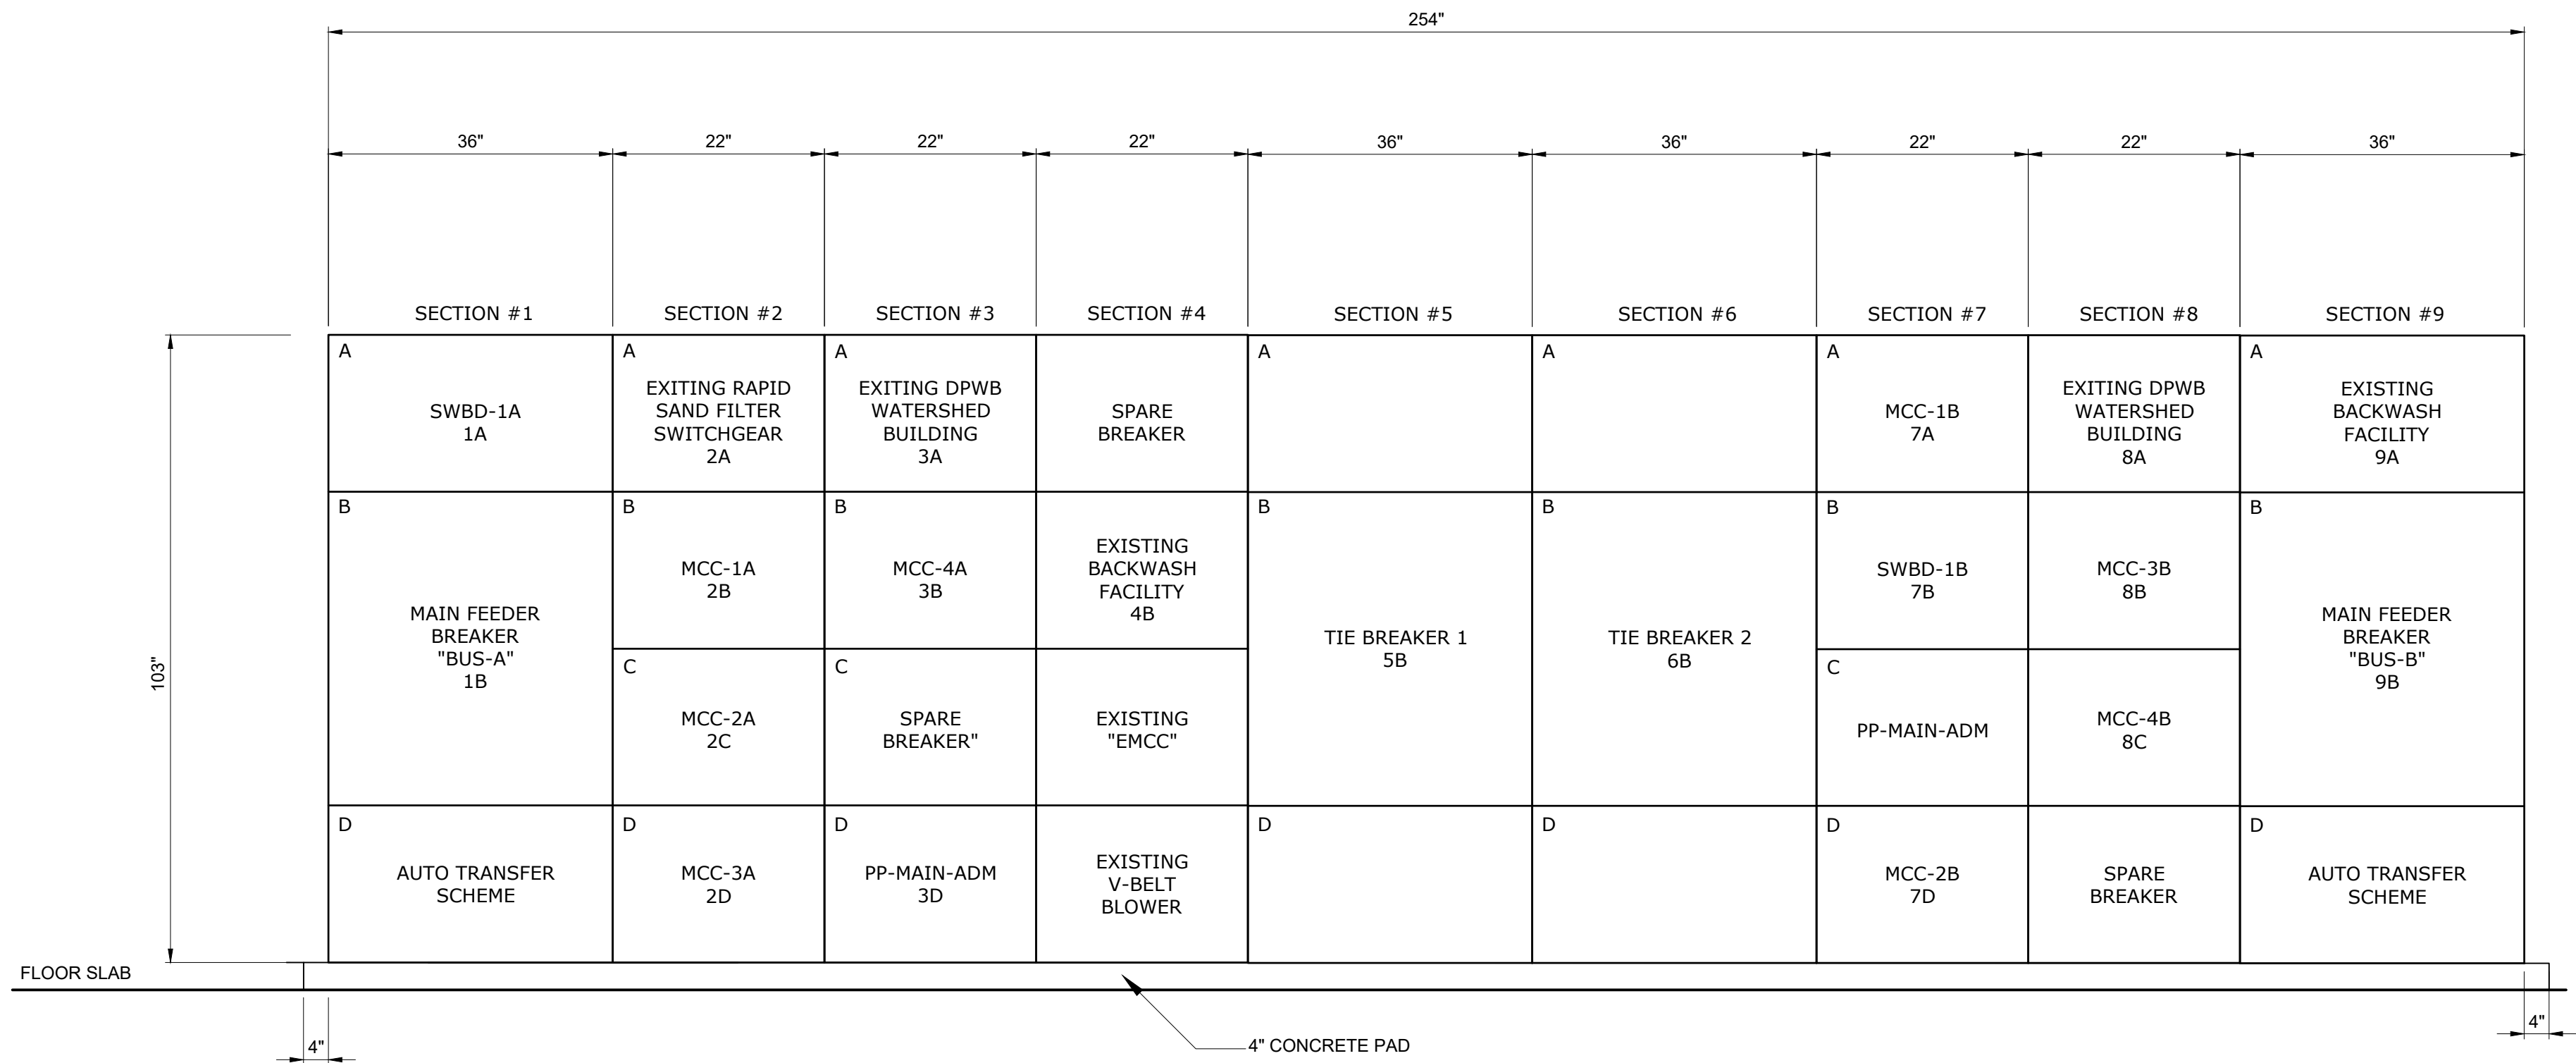 254"
36"
22"
22"
22"
36"
36"
22"
22"
36"
SECTION #1
SECTION #2
SECTION #3
SECTION #4
SECTION #5
SECTION #6
SECTION #7
SECTION #8
SECTION #9
103"
A
SWBD-1A
1A
A
EXITING RAPID
SAND FILTER
SWITCHGEAR
2A
A
EXITING DPWB
WATERSHED
BUILDING
3A
SPARE
BREAKER
A
A
A
MCC-1B
7A
EXITING DPWB
WATERSHED
BUILDING
8A
A
EXISTING
BACKWASH
FACILITY
9A
B
MAIN FEEDER
BREAKER
"BUS-A"
1B
B
MCC-1A
2B
B
MCC-4A
3B
EXISTING
BACKWASH
FACILITY
4B
B
TIE BREAKER 1
5B
B
TIE BREAKER 2
6B
B
SWBD-1B
7B
MCC-3B
8B
B
MAIN FEEDER
BREAKER
"BUS-B"
9B
C
MCC-2A
2C
C
SPARE
BREAKER"
EXISTING
"EMCC"
C
PP-MAIN-ADM
MCC-4B
8C
D
AUTO TRANSFER
SCHEME
D
MCC-3A
2D
D
PP-MAIN-ADM
3D
EXISTING
V-BELT
BLOWER
D
D
D
MCC-2B
7D
SPARE
BREAKER
D
AUTO TRANSFER
SCHEME
FLOOR SLAB
4"
4" CONCRETE PAD
4"